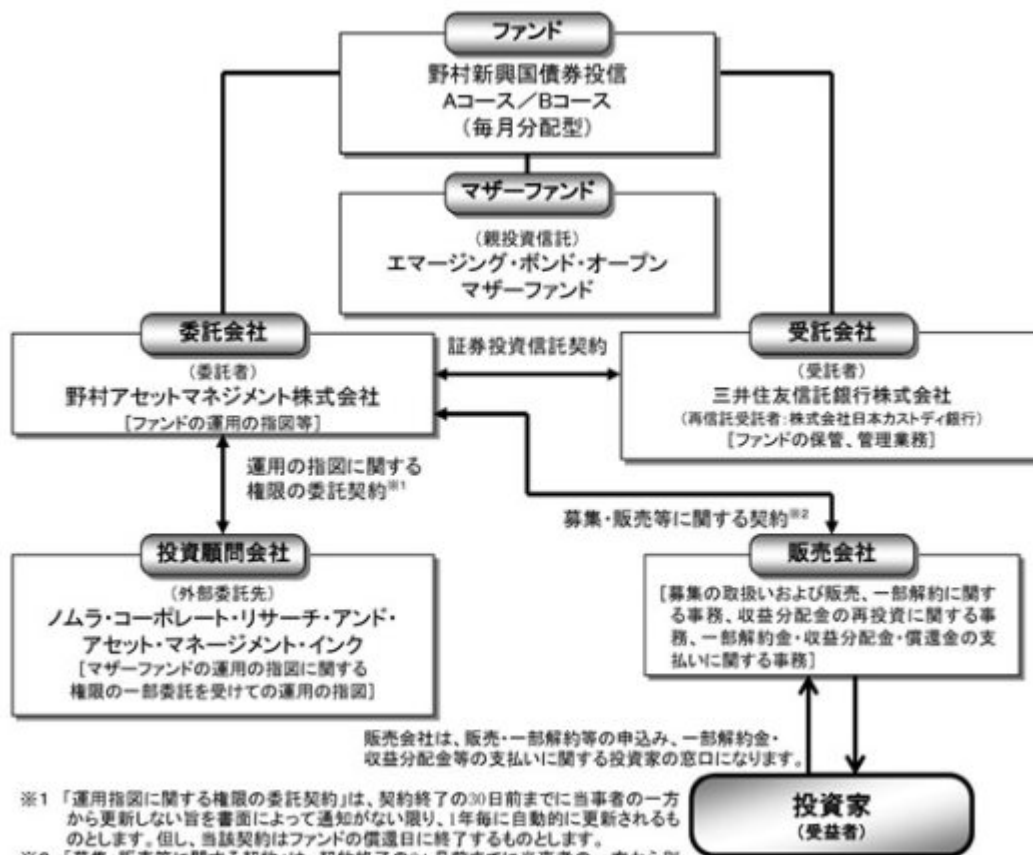 ファンド
野村新興国債券投信
Aコース／Bコース
（毎月分配型）
マザーファンド
（親投資信託）
エマージング・ボンド・オープン
マザーファンド
委託会社
（委託者）
野村アセットマネジメント株式会社
[ファンドの運用の指図等]
証券投資信託契約
受託会社
（受託者）
三井住友信託銀行株式会社
（再信託受託者：株式会社日本カストディ銀行）
[ファンドの保管、管理業務]
運用の指図に関する
権限の委託契約※1
募集・販売等に関する契約※2
投資顧問会社
（外部委託先）
ノムラ・コーポレート・リサーチ・アンド・
アセット・マネージメント・インク
[マザーファンドの運用の指図に関する
権限の一部委託を受けての運用の指図]
販売会社
[募集の取扱いおよび販売、一部解約に関す
る事務、収益分配金の再投資に関する事
務、一部解約金・収益分配金・償還金の支
払いに関する事務]
販売会社は、販売・一部解約等の申込み、一部解約金・
収益分配金等の支払いに関する投資家の窓口になります。
投資家
（受益者）
※1 「運用指図に関する権限の委託契約」は、契約終了の30日前までに当事者の一方
から更新しない旨を書面によって通知がない限り、1年毎に自動的に更新されるも
のとします。但し、当該契約はファンドの償還日に終了するものとします。